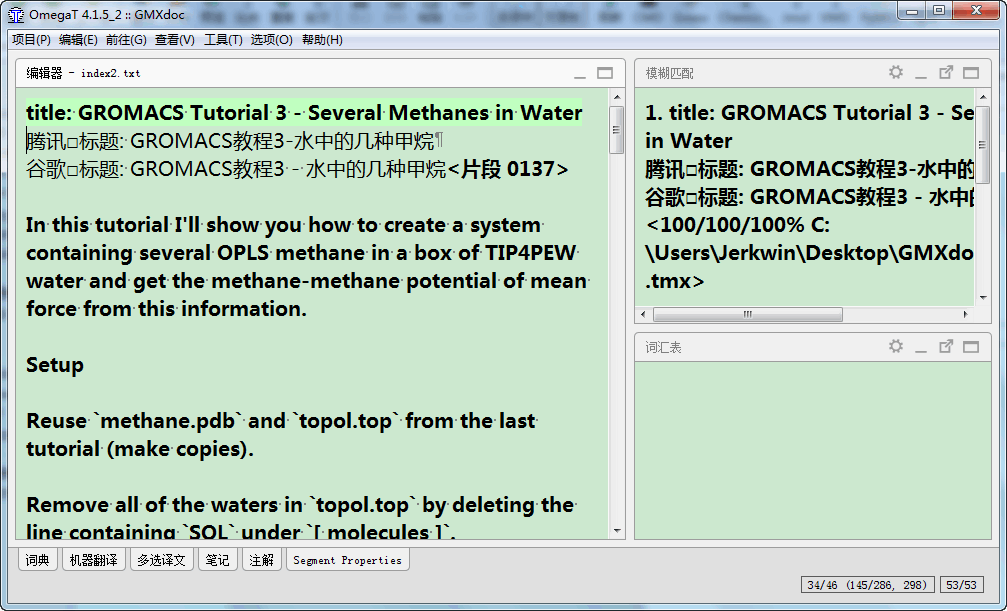 OmegaT 4.1.5_2 :: GMXdoc
项目(P) 编辑(E) 前往(G) 查看(V) 工具(T) 选项(O) 帮助(H)
编辑器 - index2.txt
title: GROMACS Tutorial 3 - Several Methanes in Water
腾讯□标题: GROMACS教程3-水中的几种甲烷¶
谷歌□标题: GROMACS教程3 - 水中的几种甲烷<片段 0137>
In this tutorial I'll show you how to create a system
containing several OPLS methane in a box of TIP4PEW
water and get the methane-methane potential of mean
force from this information.
Setup
Reuse `methane.pdb` and `topol.top` from the last
tutorial (make copies).
Remove all of the waters in `topol.top` by deleting the
line containing `SOL` under `[ molecules ]`.
模糊匹配
1. title: GROMACS Tutorial 3 - Se
in Water
腾讯□标题: GROMACS教程3-水中的
谷歌□标题: GROMACS教程3 - 水中的
<100/100/100% C:
\Users\Jerkwin\Desktop\GMXdo
.tmx>
词汇表
词典 机器翻译 多选译文 笔记 注解 Segment Properties
34/46 (145/286, 298) 53/53